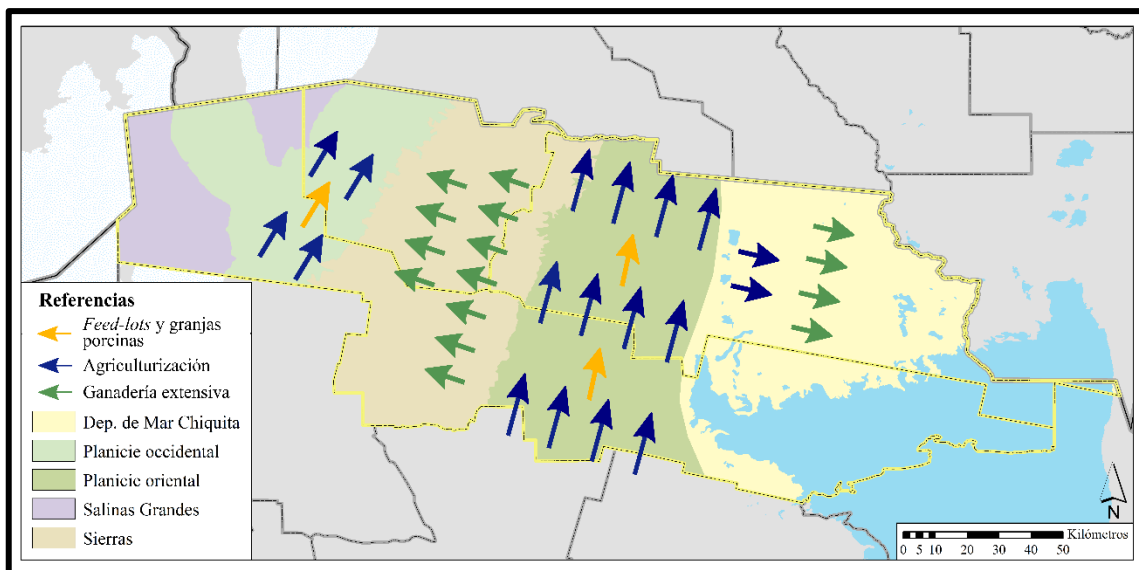 Referencias
Feed-lots y granjas
porcinas
Agriculturización
Ganadería extensiva
Dep. de Mar Chiquita
Planicie occidental
Planicie oriental
Salinas Grandes
Sierras
N
Kilómetros
0 5 10 20 30 40 50